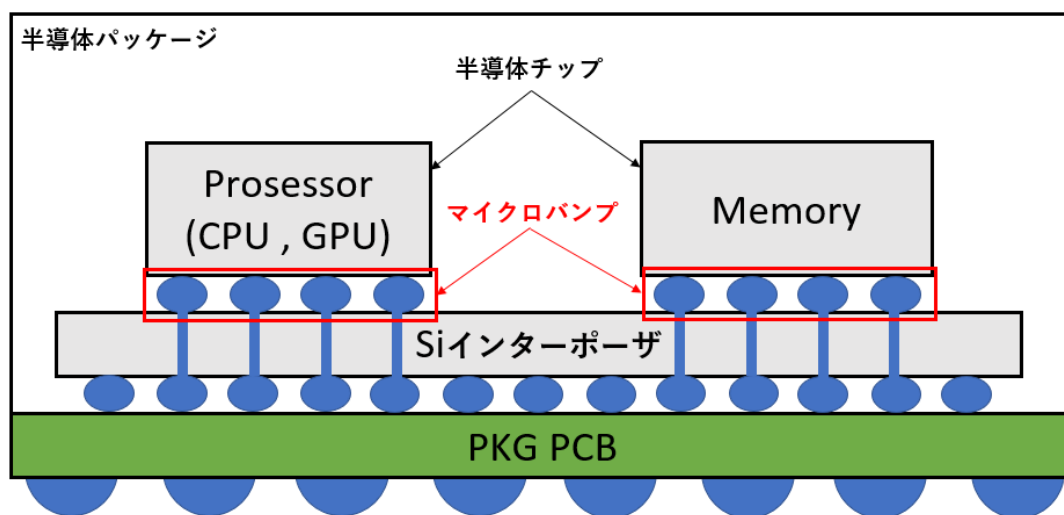 半導体パッケージ
半導体チップ
Prosessor
(CPU , GPU)
マイクロバンプ
Memory
Siインターポーザ
PKG PCB